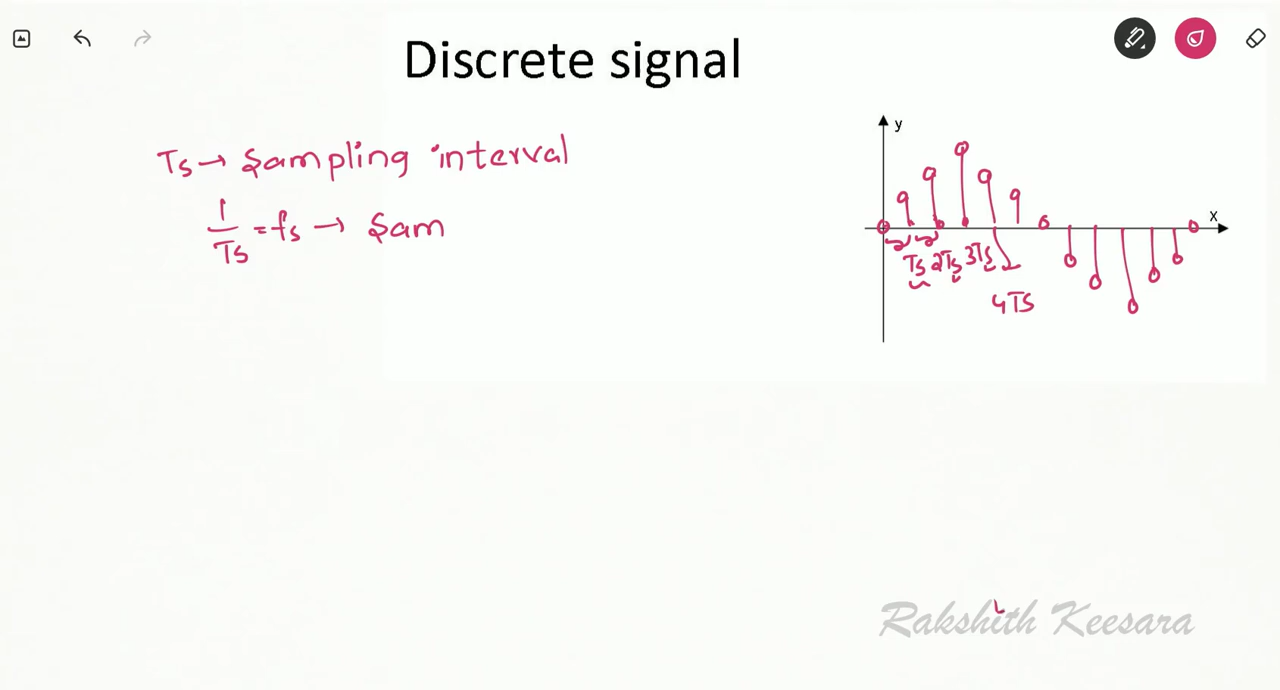 Discrete signal
Ts → Sampling interval
1/Ts = fs → Sam
y
x
Ts 2Ts 3Ts
4Ts
Rakshith Keesara